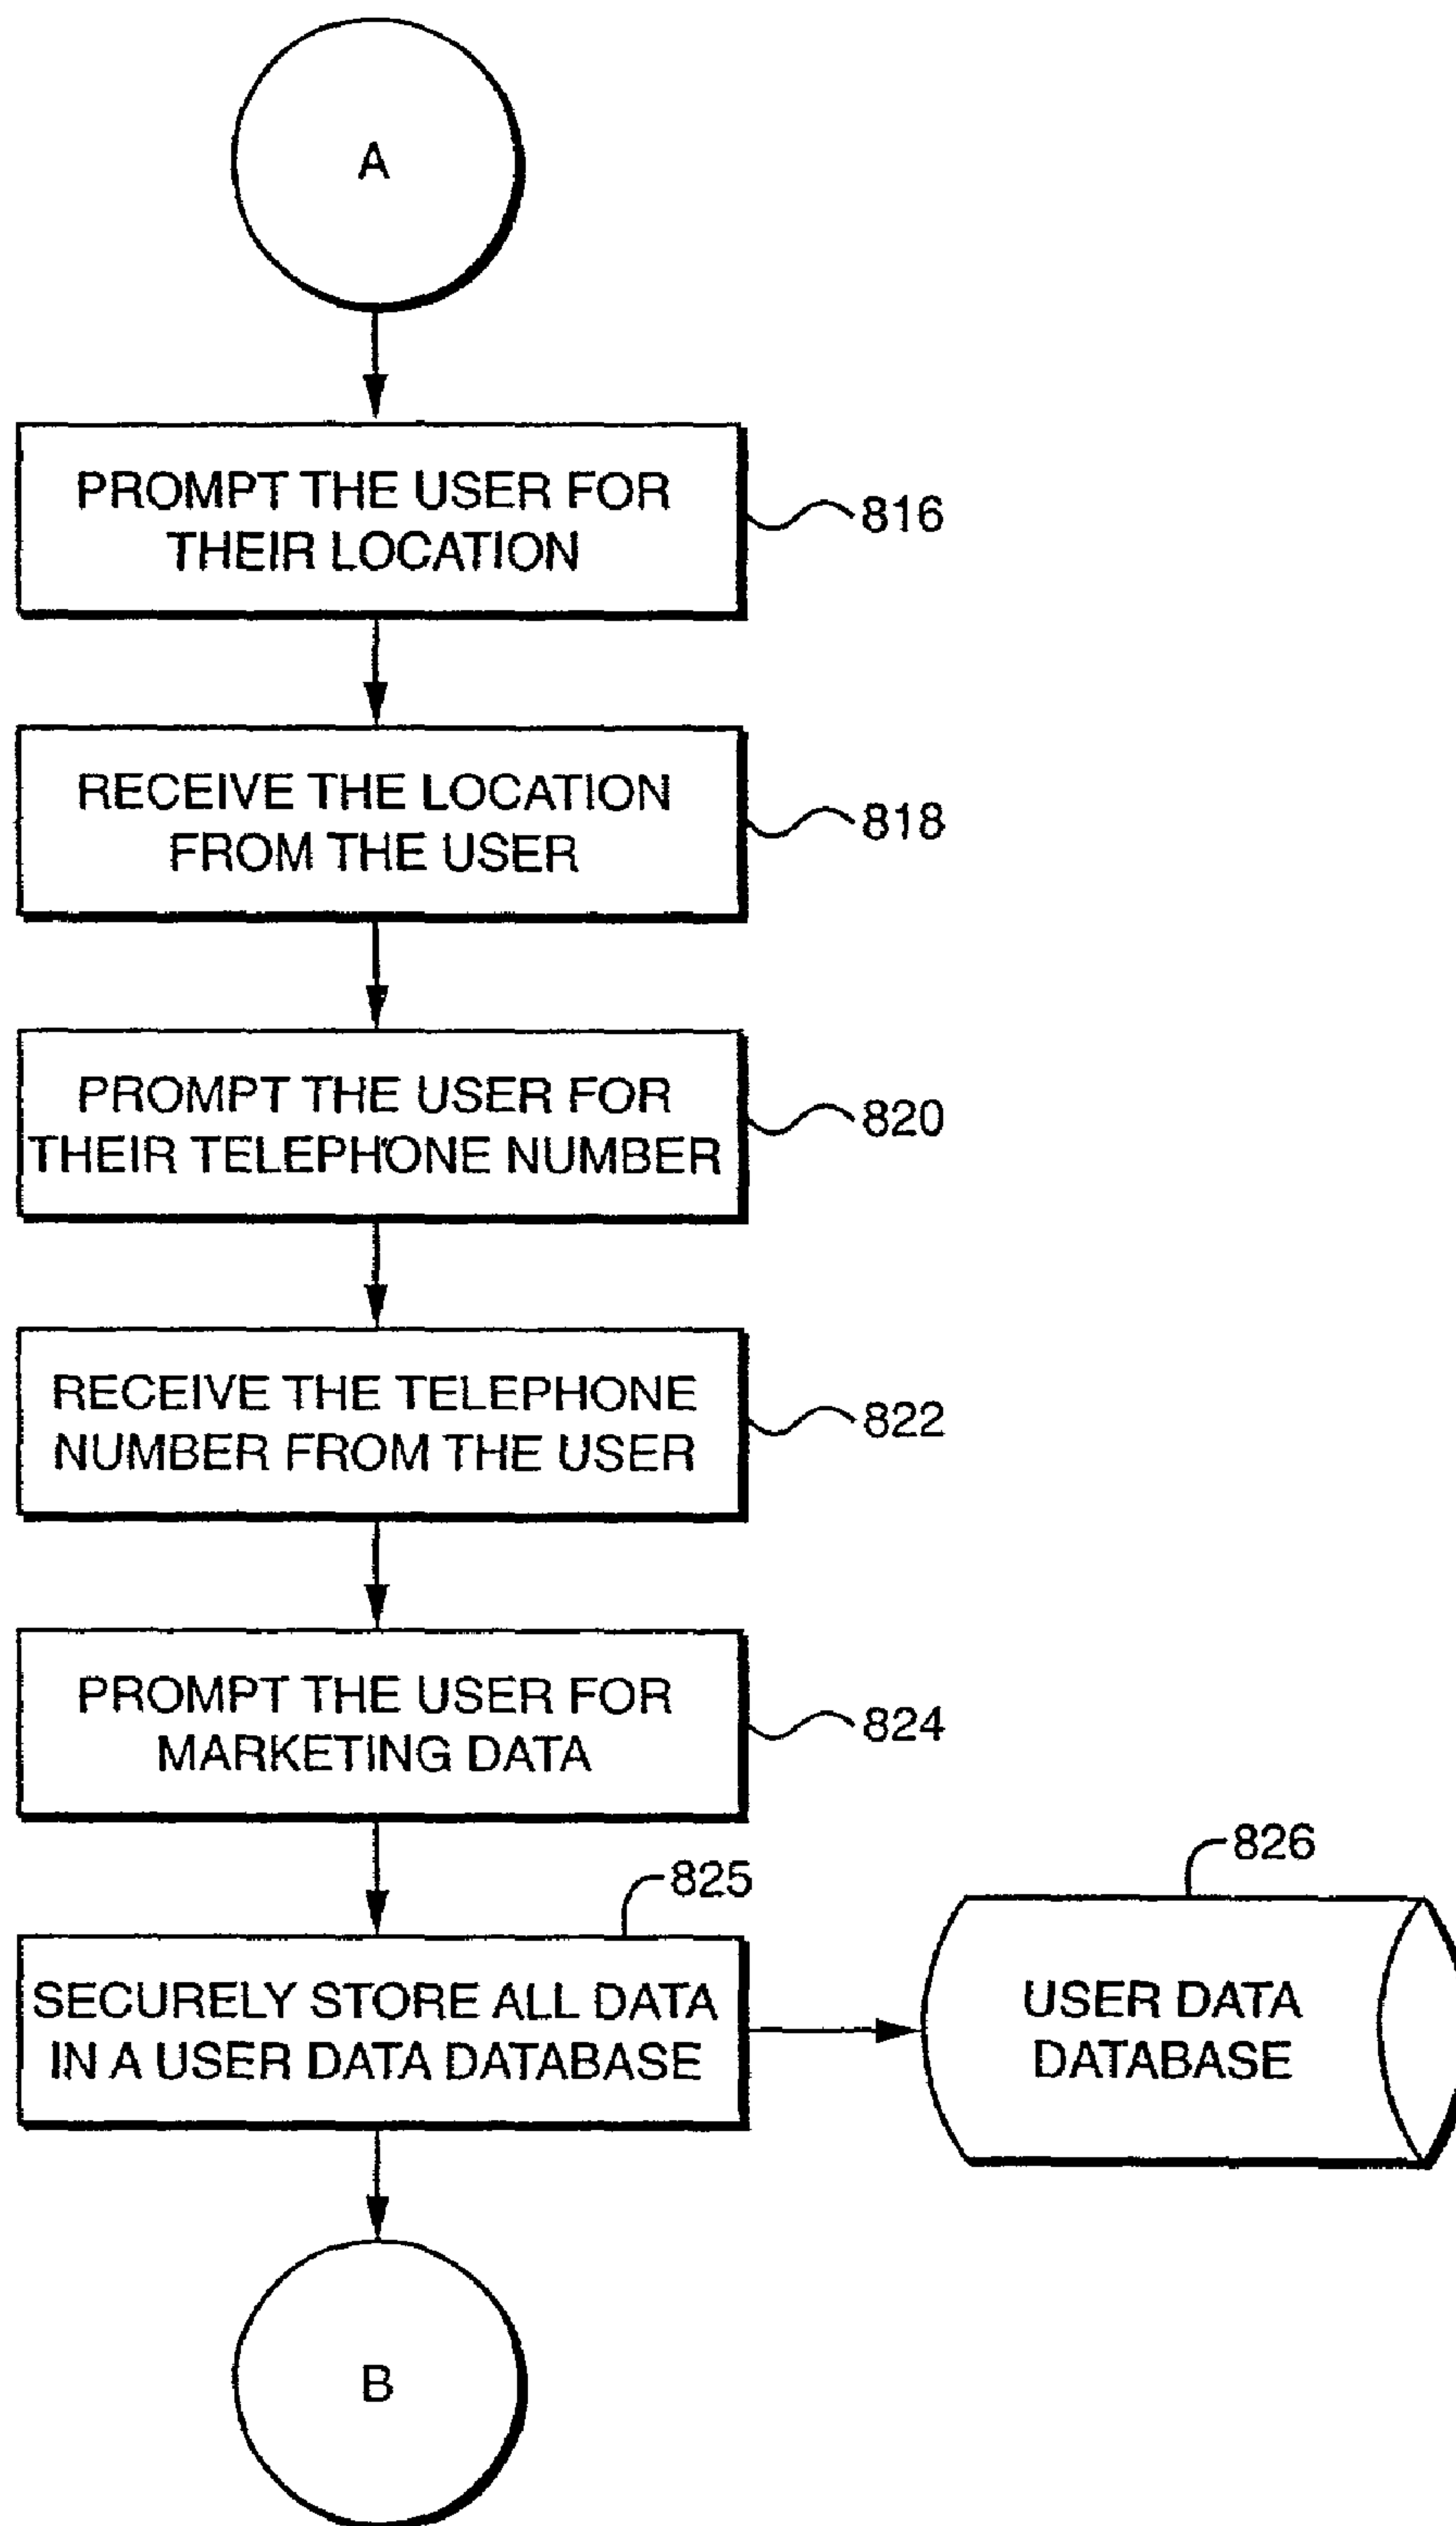 A
PROMPT THE USER FOR
THEIR LOCATION
816
RECEIVE THE LOCATION
FROM THE USER
818
PROMPT THE USER FOR
THEIR TELEPHONE NUMBER
820
RECEIVE THE TELEPHONE
NUMBER FROM THE USER
822
PROMPT THE USER FOR
MARKETING DATA
824
825
SECURELY STORE ALL DATA
IN A USER DATA DATABASE
826
USER DATA
DATABASE
B